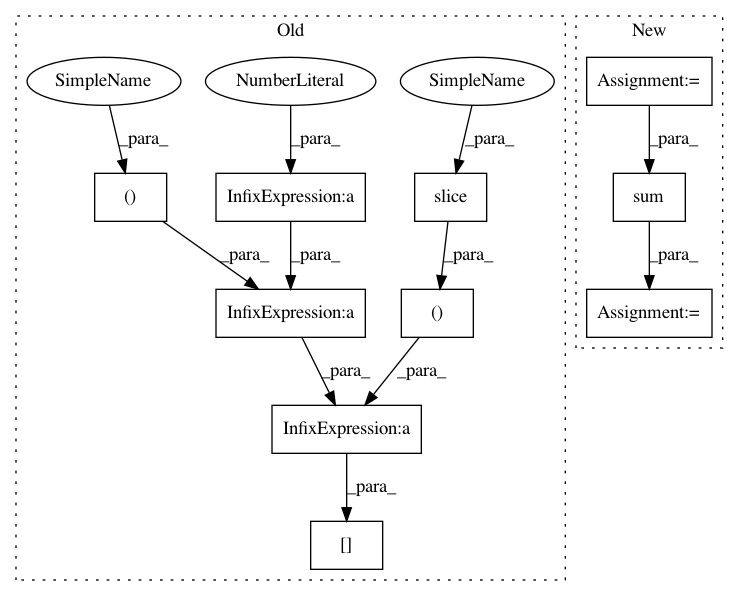 Old
New
SimpleName
NumberLiteral
SimpleName
Assignment:=
_para_
_para_
_para_
_para_
()
InfixExpression:a
slice
sum
_para_
_para_
_para_
_para_
InfixExpression:a
()
Assignment:=
_para_
_para_
InfixExpression:a
_para_
[]